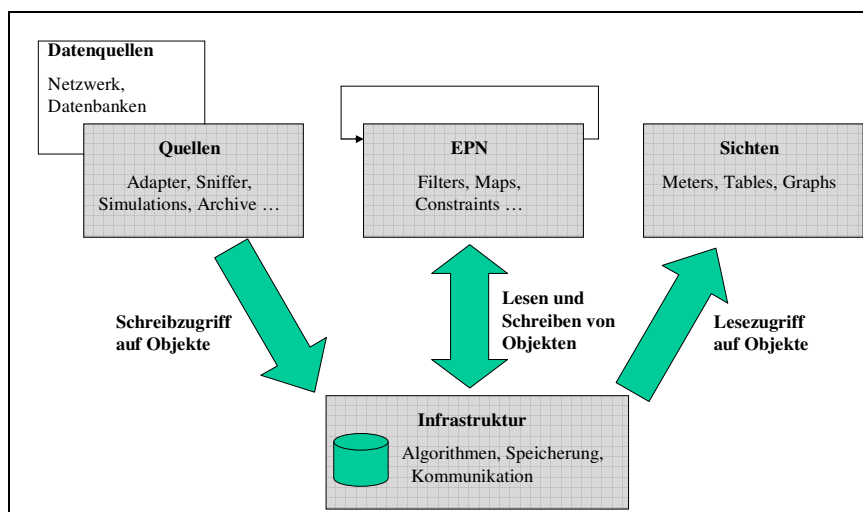 Datenquellen
Netzwerk,
Datenbanken
Quellen
Adapter, Sniffer,
Simulations, Archive …
EPN
Filters, Maps,
Constraints …
Sichten
Meters, Tables, Graphs
Schreibzugriff
auf Objekte
Lesen und
Schreiben von
Objekten
Lesezugriff
auf Objekte
Infrastruktur
Algorithmen, Speicherung,
Kommunikation